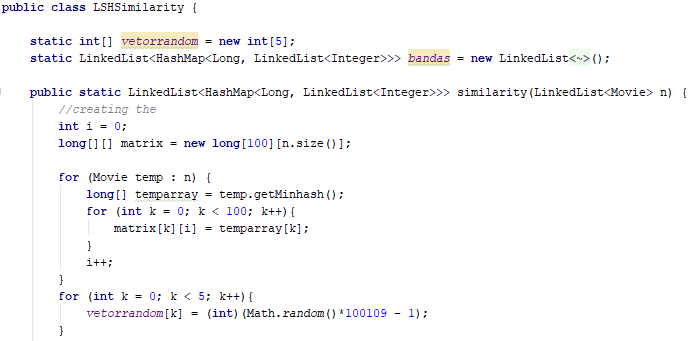 public class LSHSimilarity {
static int[] vetorrandom = new int[5];
static LinkedList<HashMap<Long, LinkedList<Integer>>> bandas = new LinkedList<~>();
public static LinkedList<HashMap<Long, LinkedList<Integer>>> similarity(LinkedList<Movie> n) {
//creating the
int i = 0;
long[][] matrix = new long[100][n.size()];
for (Movie temp : n) {
long[] temparray = temp.getMinhash();
for (int k = 0; k < 100; k++){
matrix[k][i] = temparray[k];
}
i++;
}
for (int k = 0; k < 5; k++){
vetorrandom[k] = (int)(Math.random()*100109 - 1);
}